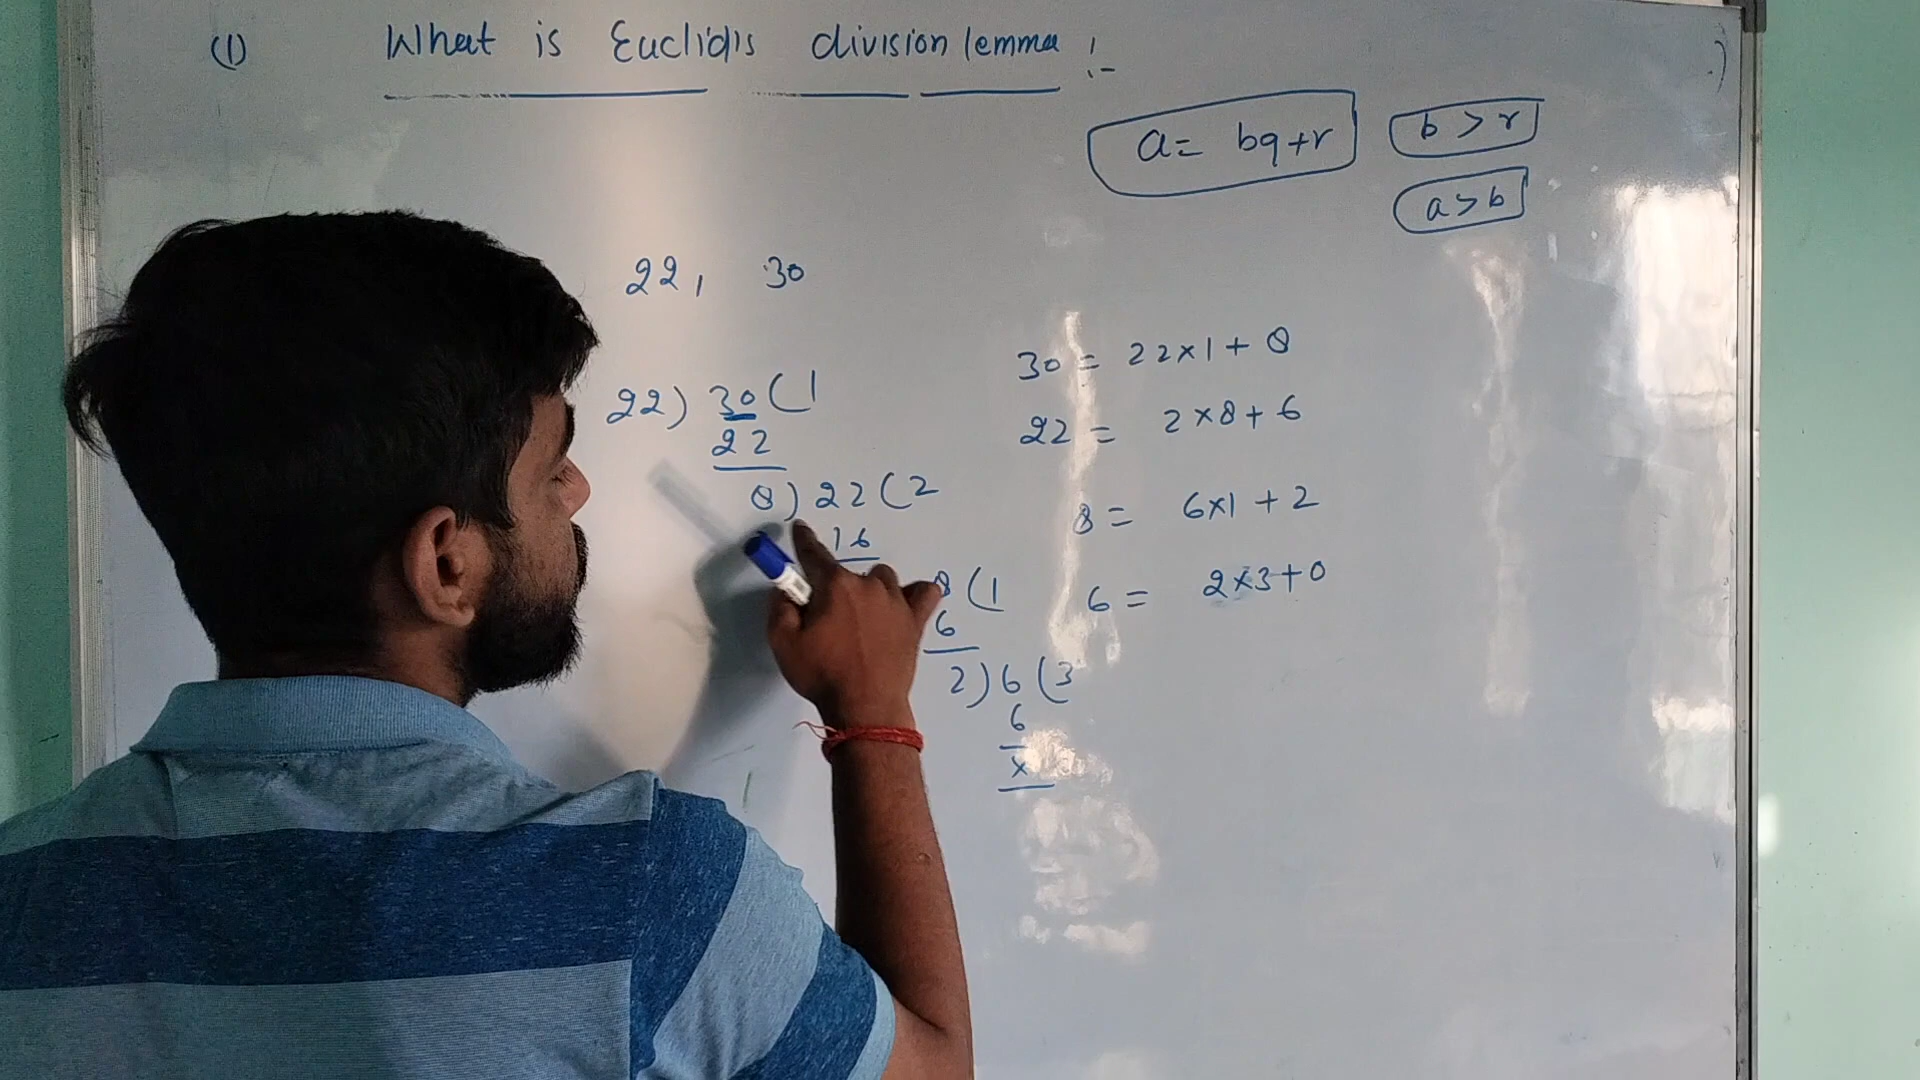 (1) What is Euclid's division lemma :-
a = bq+r b > r
a>b
22, 30
22) 30 (1
22
8) 22 (2
16
8 (1
6
2) 6 (3
6
x
30 = 22×1 + 8
22 = 2×8+ 6
8 = 6×1 + 2
6 = 2×3+0